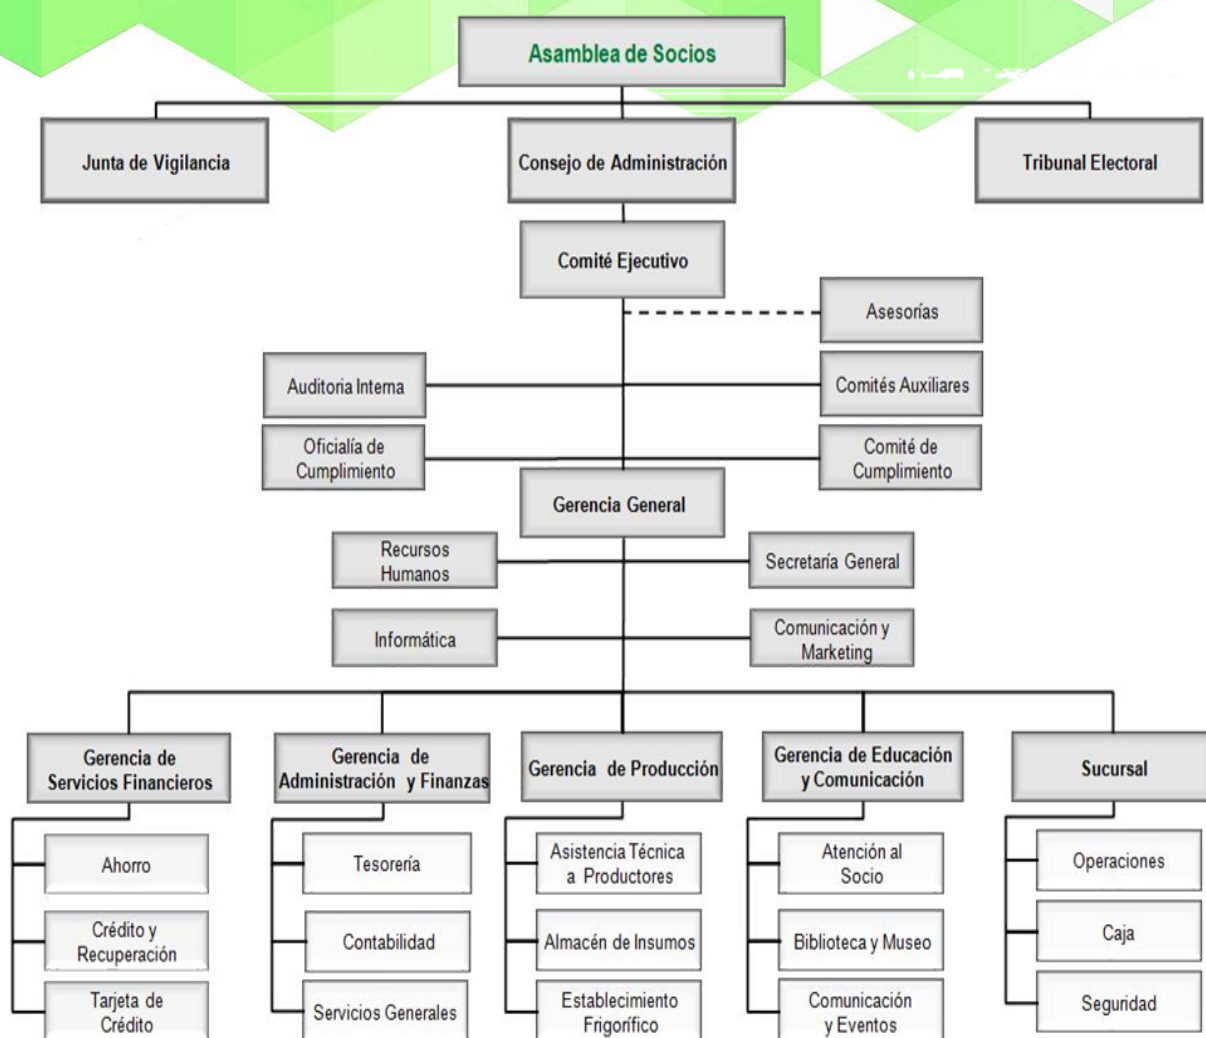 Asamblea de Socios
Junta de Vigilancia
Consejo de Administración
Tribunal Electoral
Comité Ejecutivo
Asesorías
Auditoria Interna
Comités Auxiliares
Oficialía de
Cumplimiento
Comité de
Cumplimiento
Gerencia General
Recursos
Humanos
Secretaría General
Informática
Comunicación y
Marketing
Gerencia de
Servicios Financieros
Gerencia de
Administración y Finanzas
Gerencia de Producción
Gerencia de Educación
y Comunicación
Sucursal
Ahorro
Crédito y
Recuperación
Tarjeta de
Crédito
Tesorería
Contabilidad
Servicios Generales
Asistencia Técnica
a Productores
Almacén de Insumos
Establecimiento
Frigorífico
Atención al
Socio
Biblioteca y Museo
Comunicación
y Eventos
Operaciones
Caja
Seguridad